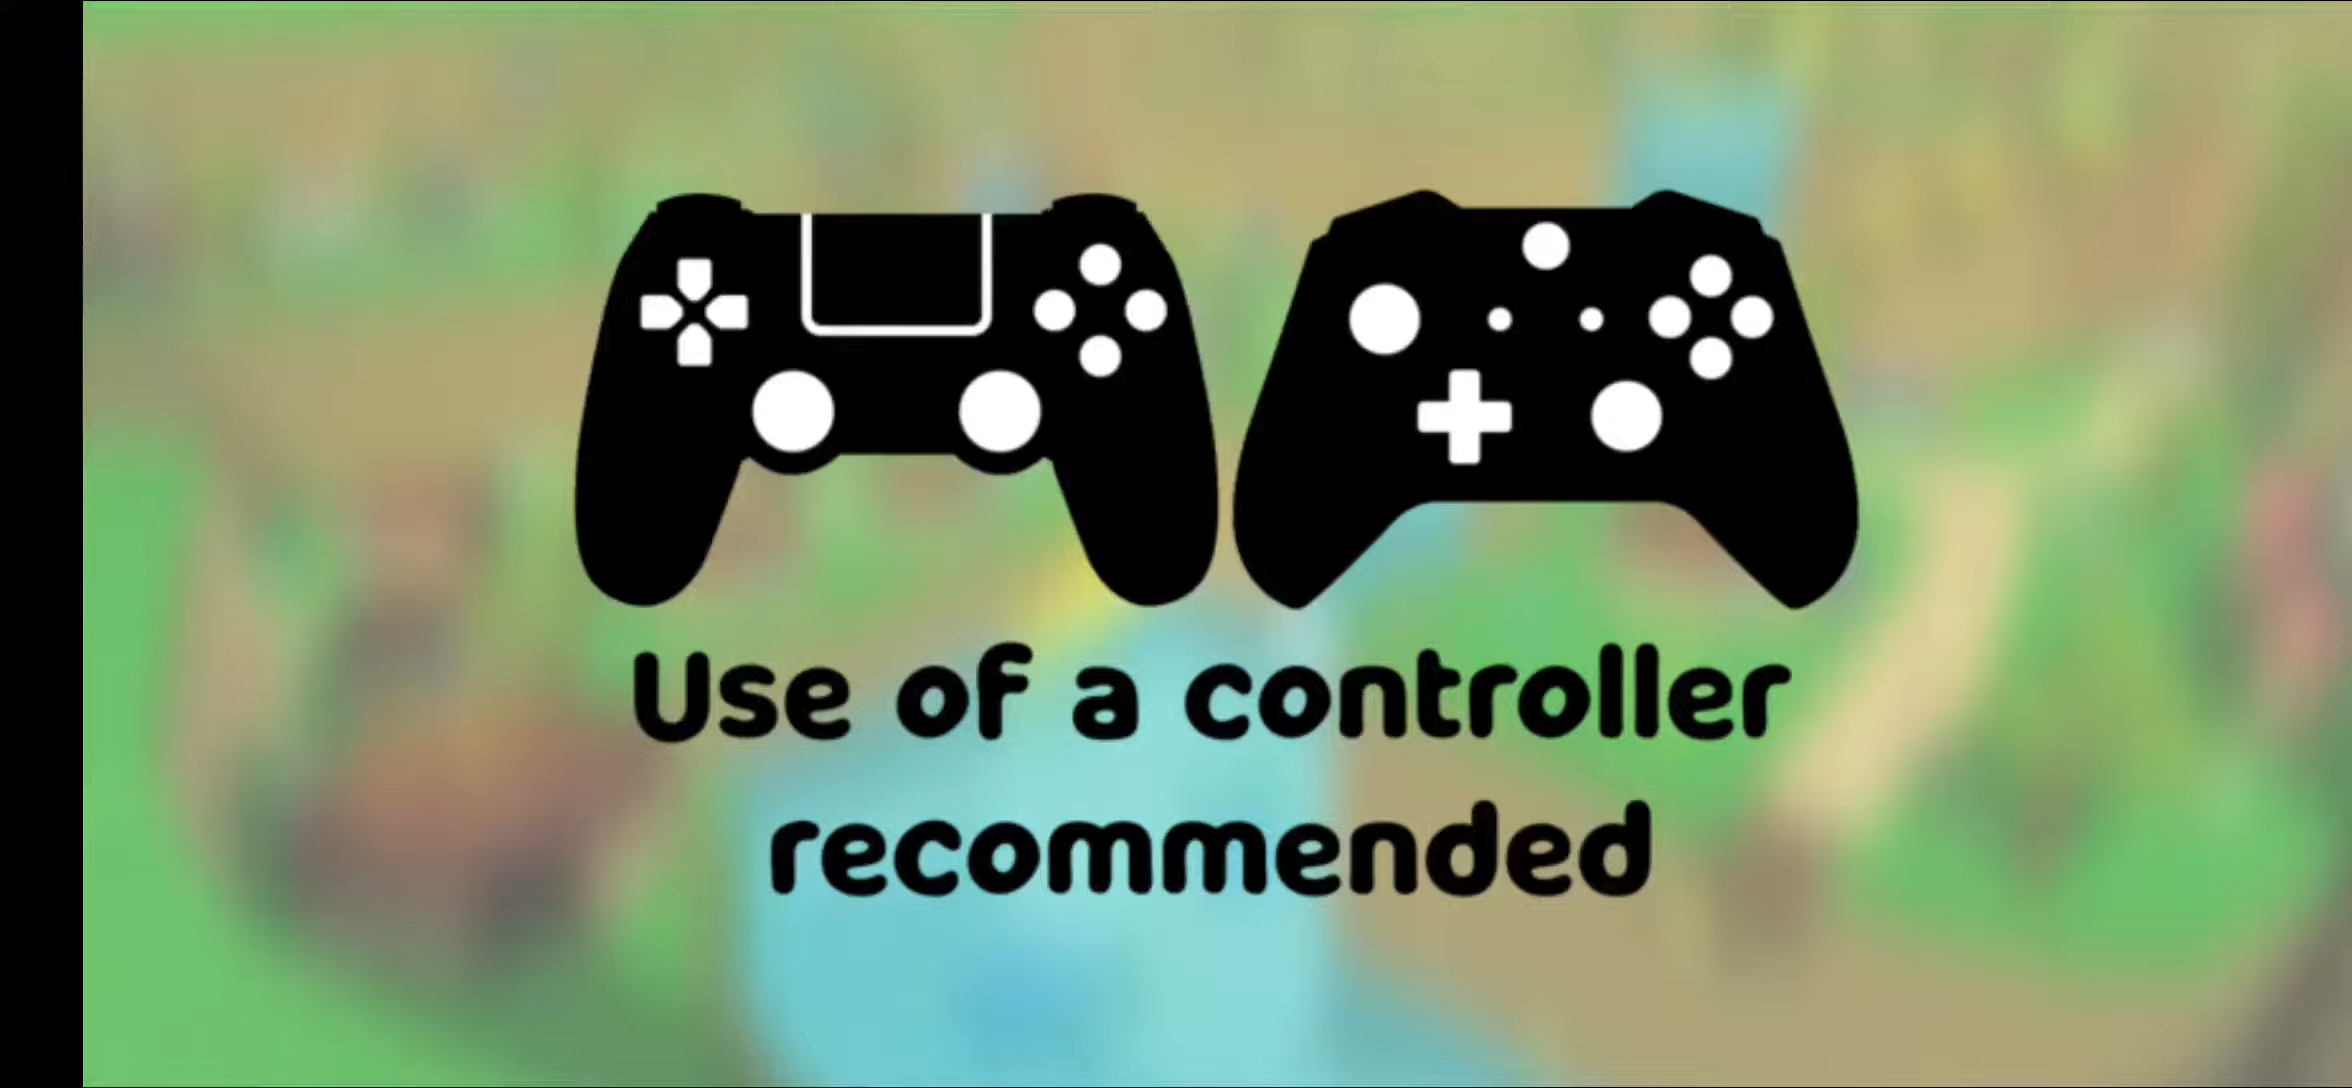 Use of a controller
recommended